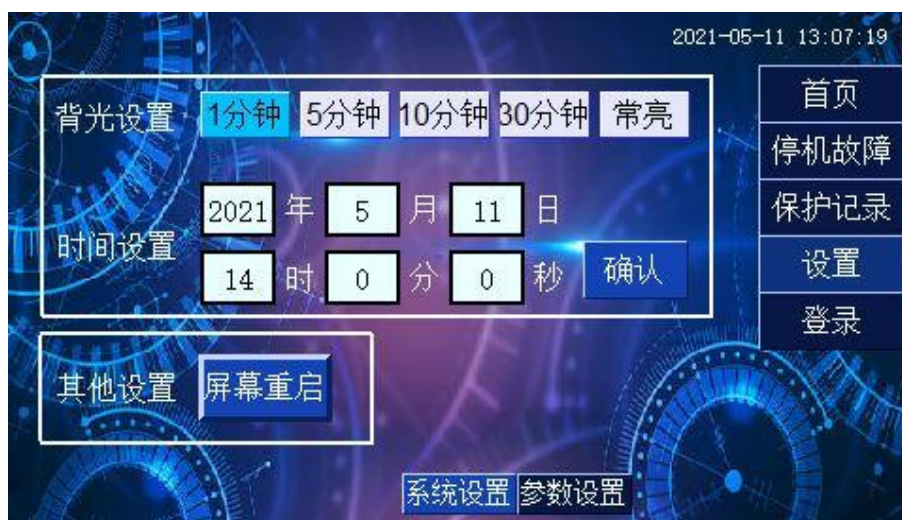 2021-05-11 13:07:19
背光设置 1分钟 5分钟 10分钟 30分钟 常亮
时间设置
2021 年 5 月 11 日
14 时 0 分 0 秒 确认
其他设置 屏幕重启
系统设置 参数设置
首页
停机故障
保护记录
设置
登录